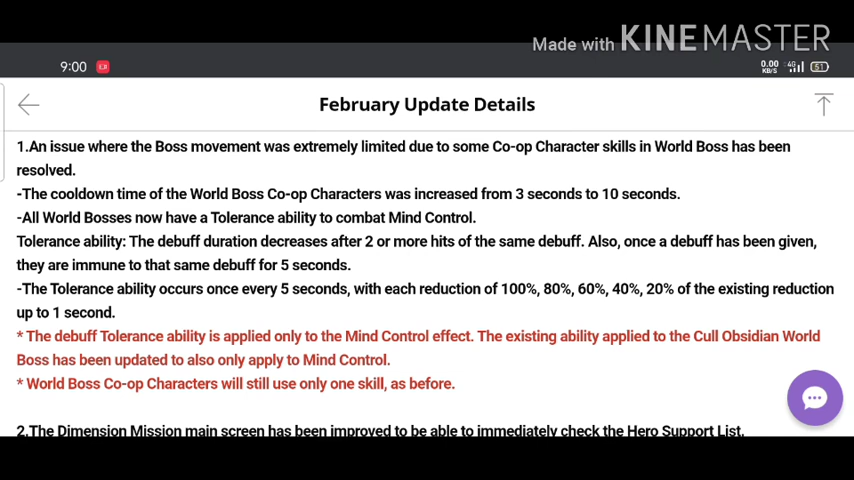 Made with KINEMASTER
9:00
0.00 KB/S 4G 51
February Update Details
1.An issue where the Boss movement was extremely limited due to some Co-op Character skills in World Boss has been
resolved.
-The cooldown time of the World Boss Co-op Characters was increased from 3 seconds to 10 seconds.
-All World Bosses now have a Tolerance ability to combat Mind Control.
Tolerance ability: The debuff duration decreases after 2 or more hits of the same debuff. Also, once a debuff has been given,
they are immune to that same debuff for 5 seconds.
-The Tolerance ability occurs once every 5 seconds, with each reduction of 100%, 80%, 60%, 40%, 20% of the existing reduction
up to 1 second.
* The debuff Tolerance ability is applied only to the Mind Control effect. The existing ability applied to the Cull Obsidian World
Boss has been updated to also only apply to Mind Control.
* World Boss Co-op Characters will still use only one skill, as before.
2.The Dimension Mission main screen has been improved to be able to immediately check the Hero Support List.